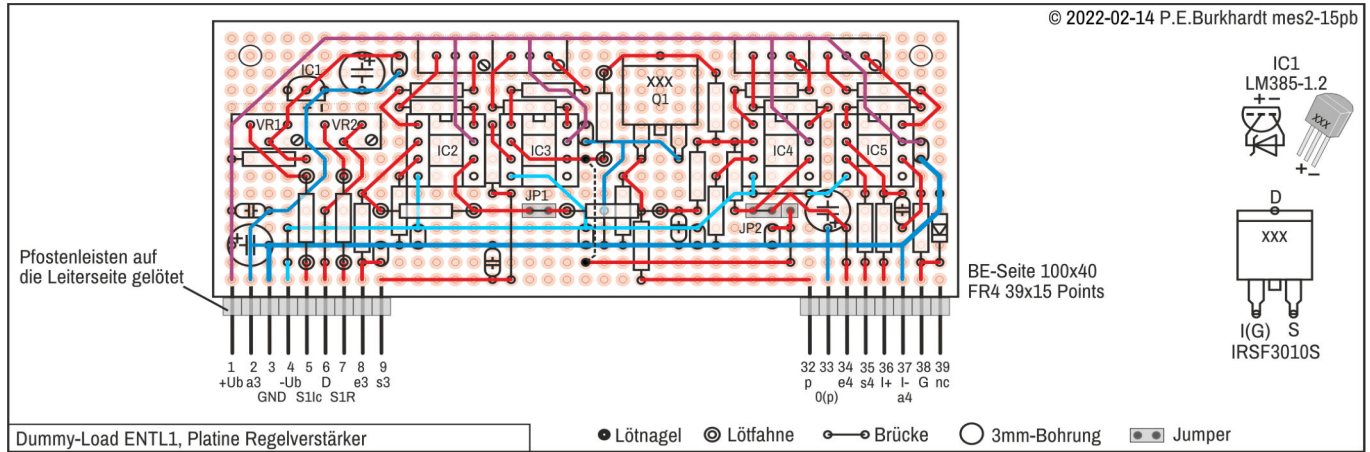 © 2022-02-14 P.E.Burkhardt mes2-15pb
IC1
LM385-1.2
+ −
XXX
+ −
IC1
+
XXX
Q1
VR1
VR2
IC2
IC3
IC4
IC5
JP1
JP2
+
+
+
+
D
XXX
I(G) S
IRSF3010S
Pfostenleisten auf
die Leiterseite gelötet
BE-Seite 100x40
FR4 39x15 Points
1 2 3 4 5 6 7 8 9
+Ub a3 -Ub D e3 s3
GND S1Ic S1R
32 33 34 35 36 37 38 39
p e4 s4 I+ I- G nc
0(p) a4
Dummy-Load ENTL1, Platine Regelverstärker
Lötnagel Lötfahne Brücke 3mm-Bohrung Jumper